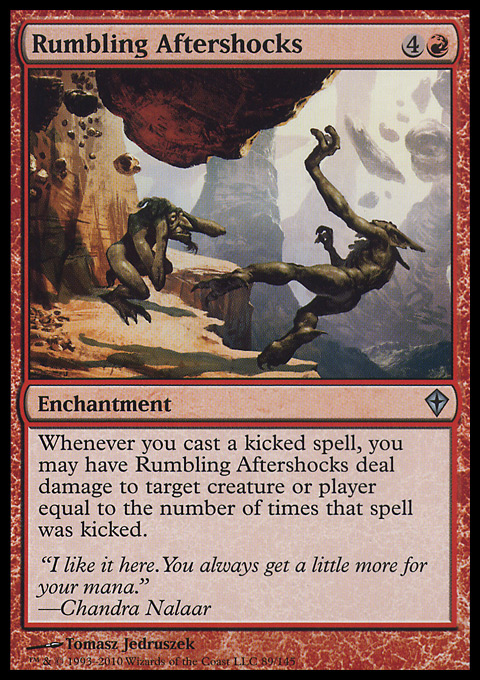 Rumbling Aftershocks 4
Enchantment
Whenever you cast a kicked spell, you
may have Rumbling Aftershocks deal
damage to target creature or player
equal to the number of times that spell
was kicked.
“I like it here. You always get a little more for
your mana.”
—Chandra Nalaar
Tomasz Jedruszek
™ & © 1993–2010 Wizards of the Coast LLC 89/145